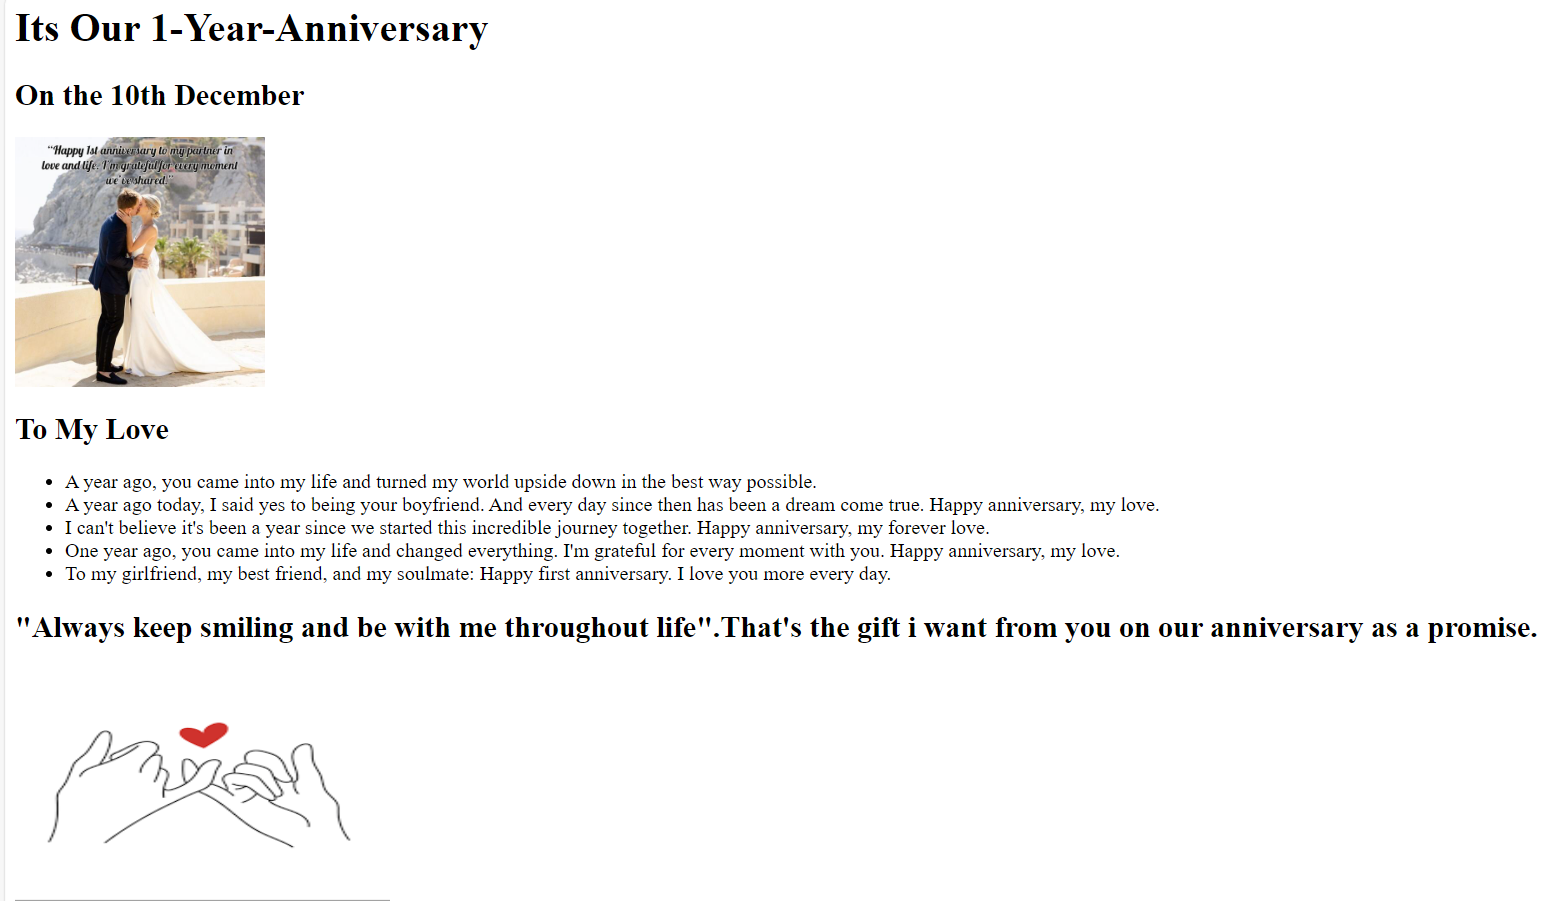 Its Our 1-Year-Anniversary
On the 10th December
"Happy 1st anniversary to my partner in
love and life. I'm grateful for every moment
we've shared."
To My Love
• A year ago, you came into my life and turned my world upside down in the best way possible.
• A year ago today, I said yes to being your boyfriend. And every day since then has been a dream come true. Happy anniversary, my love.
• I can't believe it's been a year since we started this incredible journey together. Happy anniversary, my forever love.
• One year ago, you came into my life and changed everything. I'm grateful for every moment with you. Happy anniversary, my love.
• To my girlfriend, my best friend, and my soulmate: Happy first anniversary. I love you more every day.
"Always keep smiling and be with me throughout life".That's the gift i want from you on our anniversary as a promise.